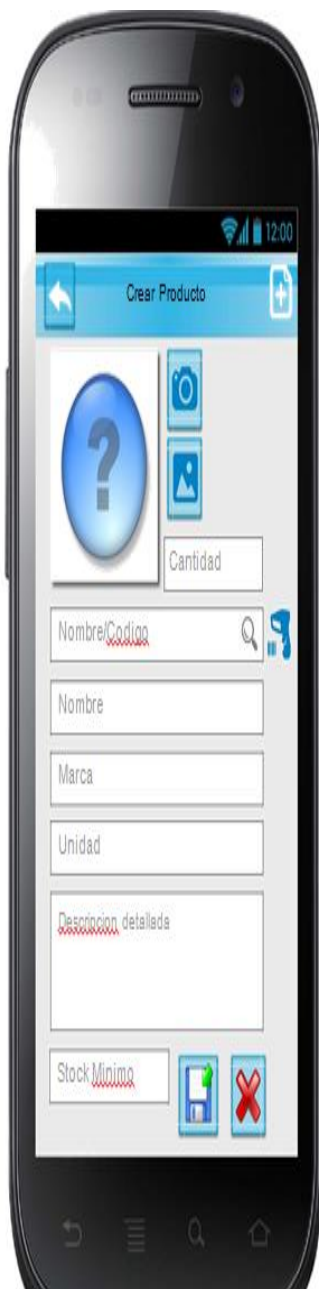 12:00
Crear Producto
?
Cantidad
Nombre/Codigo
Nombre
Marca
Unidad
Descripcion detallada
Stock Minimo